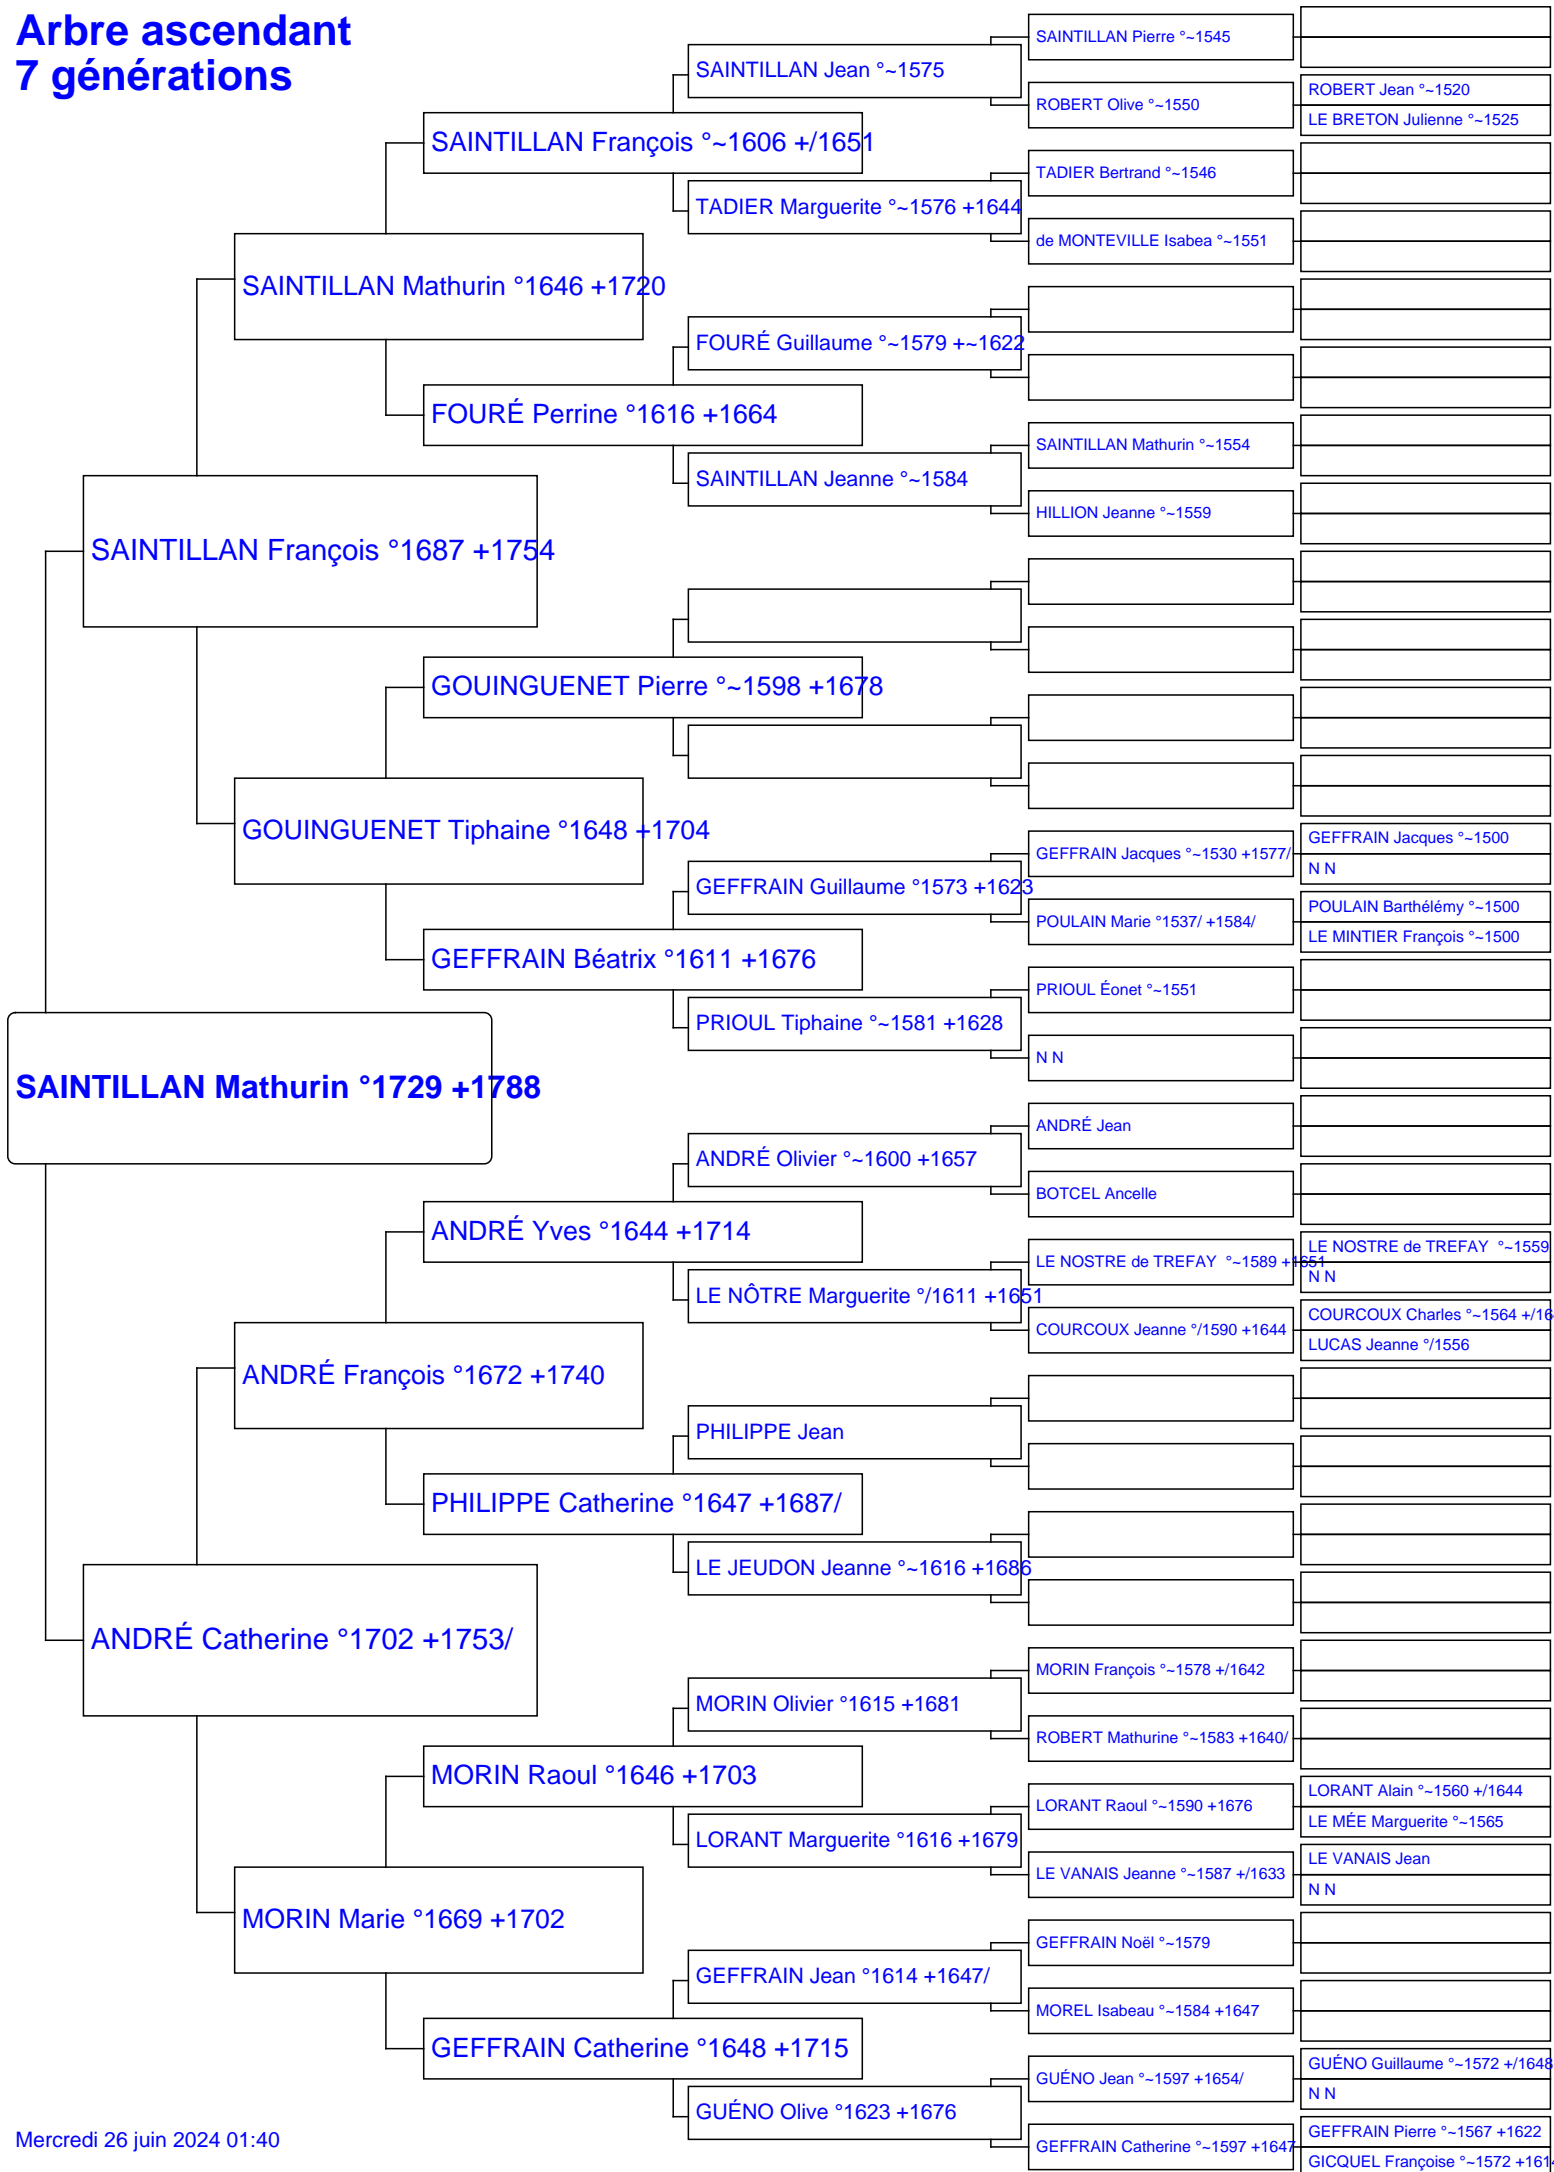 Arbre ascendant
7 générations
SAINTILLAN Mathurin °1729 +1788
SAINTILLAN François °1687 +1754
ANDRÉ Catherine °1702 +1753/
SAINTILLAN Mathurin °1646 +1720
GOUINGUENET Tiphaine °1648 +1704
ANDRÉ François °1672 +1740
MORIN Marie °1669 +1702
SAINTILLAN François °~1606 +/1651
FOURÉ Perrine °1616 +1664
GOUINGUENET Pierre °~1598 +1678
GEFFRAIN Béatrix °1611 +1676
ANDRÉ Yves °1644 +1714
PHILIPPE Catherine °1647 +1687/
MORIN Raoul °1646 +1703
GEFFRAIN Catherine °1648 +1715
SAINTILLAN Jean °~1575
TADIER Marguerite °~1576 +1644
FOURÉ Guillaume °~1579 +~1622
SAINTILLAN Jeanne °~1584
GEFFRAIN Guillaume °1573 +1623
PRIOUL Tiphaine °~1581 +1628
ANDRÉ Olivier °~1600 +1657
LE NÔTRE Marguerite °/1611 +1651
PHILIPPE Jean
LE JEUDON Jeanne °~1616 +1686
MORIN Olivier °1615 +1681
LORANT Marguerite °1616 +1679
GEFFRAIN Jean °1614 +1647/
GUÉNO Olive °1623 +1676
SAINTILLAN Pierre °~1545
ROBERT Olive °~1550
TADIER Bertrand °~1546
de MONTEVILLE Isabea °~1551
SAINTILLAN Mathurin °~1554
HILLION Jeanne °~1559
GEFFRAIN Jacques °~1530 +1577/
POULAIN Marie °1537/ +1584/
PRIOUL Éonet °~1551
N N
ANDRÉ Jean
BOTCEL Ancelle
LE NOSTRE de TREFAY °~1589 +1651
COURCOUX Jeanne °/1590 +1644
MORIN François °~1578 +/1642
ROBERT Mathurine °~1583 +1640/
LORANT Raoul °~1590 +1676
LE VANAIS Jeanne °~1587 +/1633
GEFFRAIN Noël °~1579
MOREL Isabeau °~1584 +1647
GUÉNO Jean °~1597 +1654/
GEFFRAIN Catherine °~1597 +1647
ROBERT Jean °~1520
LE BRETON Julienne °~1525
GEFFRAIN Jacques °~1500
N N
POULAIN Barthélémy °~1500
LE MINTIER François °~1500
LE NOSTRE de TREFAY °~1559
N N
COURCOUX Charles °~1564 +/16
LUCAS Jeanne °/1556
LORANT Alain °~1560 +/1644
LE MÉE Marguerite °~1565
LE VANAIS Jean
N N
GUÉNO Guillaume °~1572 +/1648
N N
GEFFRAIN Pierre °~1567 +1622
GICQUEL Françoise °~1572 +1614
Mercredi 26 juin 2024 01:40